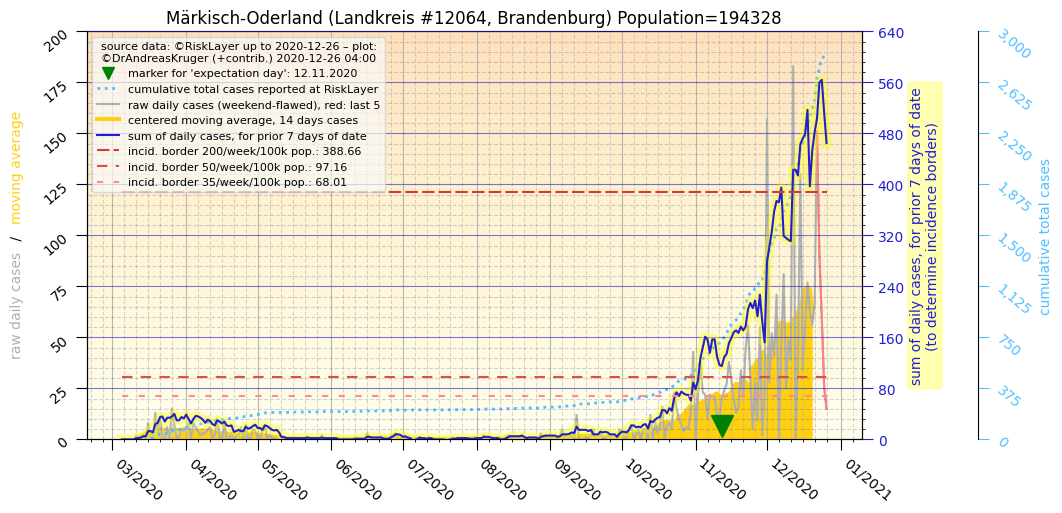 Märkisch-Oderland (Landkreis #12064, Brandenburg) Population=194328
source data: ©RiskLayer up to 2020-12-26 – plot:
©DrAndreasKruger (+contrib.) 2020-12-26 04:00
marker for 'expectation day': 12.11.2020
cumulative total cases reported at RiskLayer
raw daily cases (weekend-flawed), red: last 5
centered moving average, 14 days cases
sum of daily cases, for prior 7 days of date
incid. border 200/week/100k pop.: 388.66
incid. border 50/week/100k pop.: 97.16
incid. border 35/week/100k pop.: 68.01
raw daily cases / moving average
200
175
150
125
100
75
50
25
0
03/2020
04/2020
05/2020
06/2020
07/2020
08/2020
09/2020
10/2020
11/2020
12/2020
01/2021
640
560
480
400
320
240
160
80
0
sum of daily cases, for prior 7 days of date
(to determine incidence borders)
3,000
2,625
2,250
1,875
1,500
1,125
750
375
0
cumulative total cases